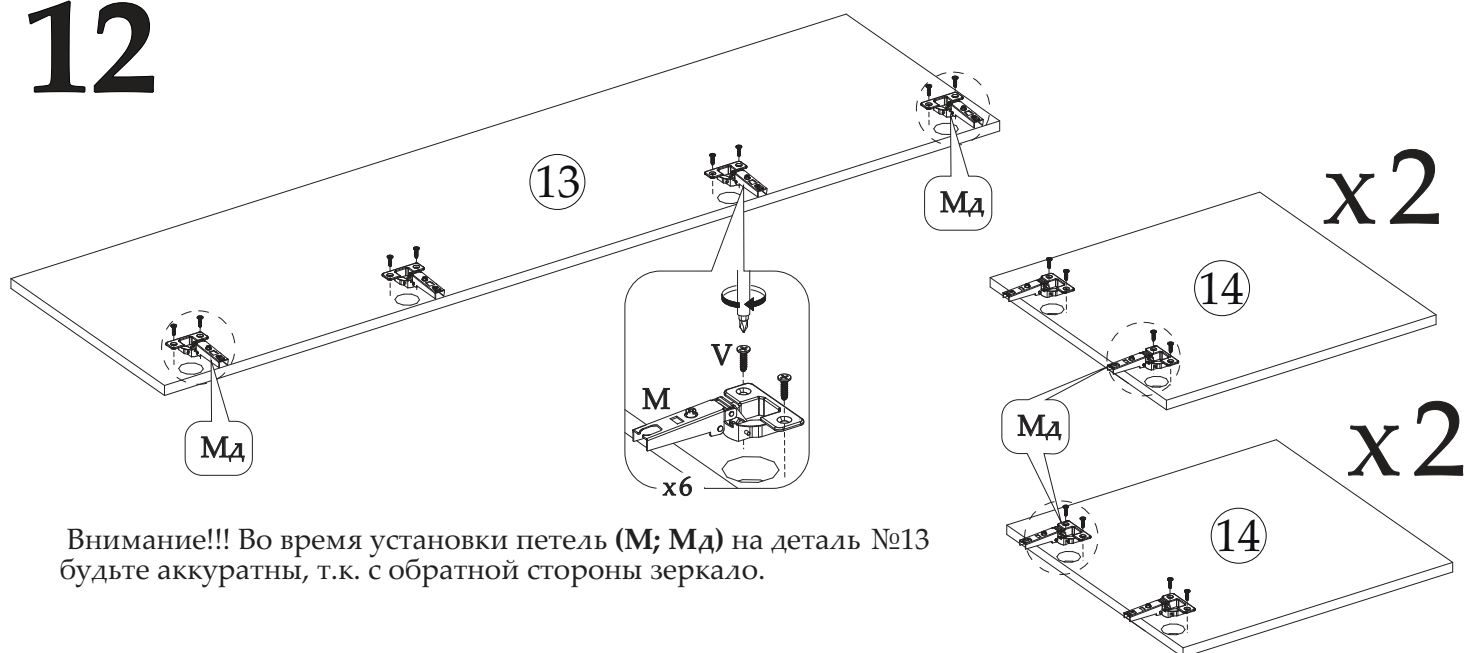 12
13
Мд
x2
14
V
M
Мд
Мд
x2
x6
14
Внимание!!! Во время установки петель (М; Мд) на деталь №13
будьте аккуратны, т.к. с обратной стороны зеркало.